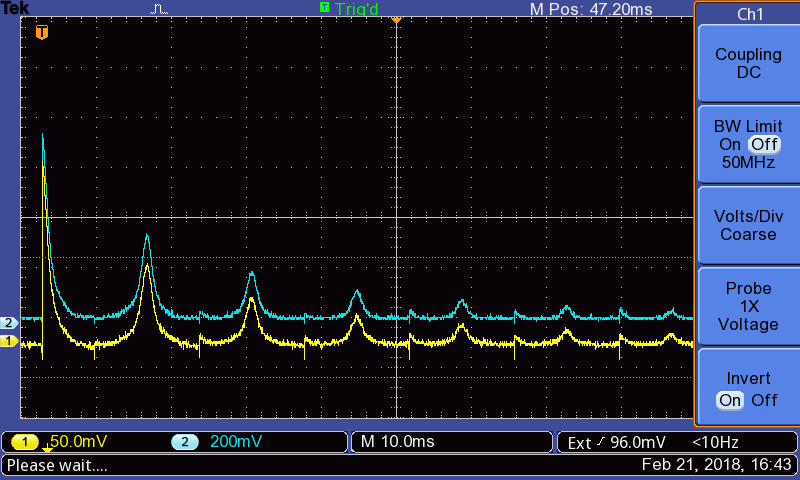 Tek T Trig'd M Pos: 47.20ms Ch1
T
Coupling
DC
BW Limit
On Off
50MHz
Volts/Div
Coarse
Probe
1X
Voltage
2
1
Invert
On Off
1 50.0mV 2 200mV M 10.0ms Ext 96.0mV <10Hz
Please wait.... Feb 21, 2018, 16:43